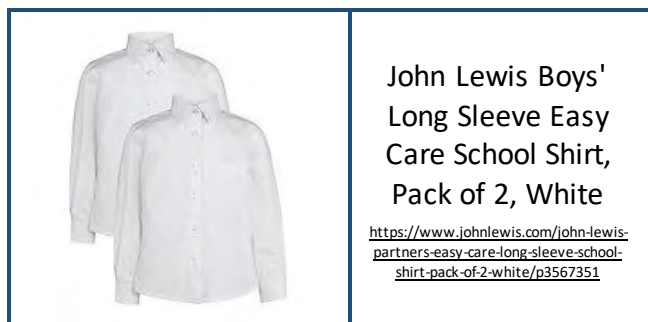 John Lewis Boys'
Long Sleeve Easy
Care School Shirt,
Pack of 2, White
https://www.johnlewis.com/john-lewis-
partners-easy-care-long-sleeve-school-
shirt-pack-of-2-white/p3567351